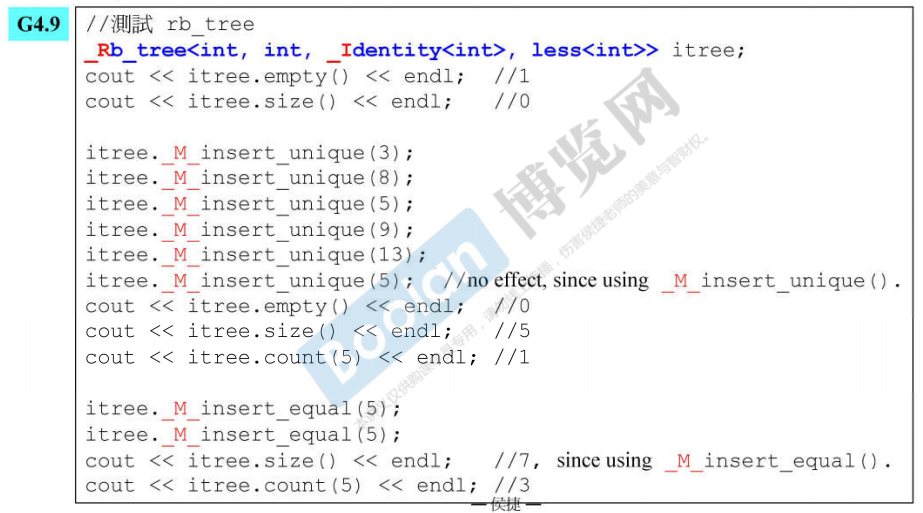 G4.9
//測試 rb_tree
_Rb_tree<int, int, _Identity<int>, less<int>> itree;
cout << itree.empty() << endl; //1
cout << itree.size() << endl; //0
itree._M_insert_unique(3);
itree._M_insert_unique(8);
itree._M_insert_unique(5);
itree._M_insert_unique(9);
itree._M_insert_unique(13);
itree._M_insert_unique(5); //no effect, since using _M_insert_unique().
cout << itree.empty() << endl; //0
cout << itree.size() << endl; //5
cout << itree.count(5) << endl; //1
itree._M_insert_equal(5);
itree._M_insert_equal(5);
cout << itree.size() << endl; //7, since using _M_insert_equal().
cout << itree.count(5) << endl; //3
— 侯捷 —
Boolan 博览网